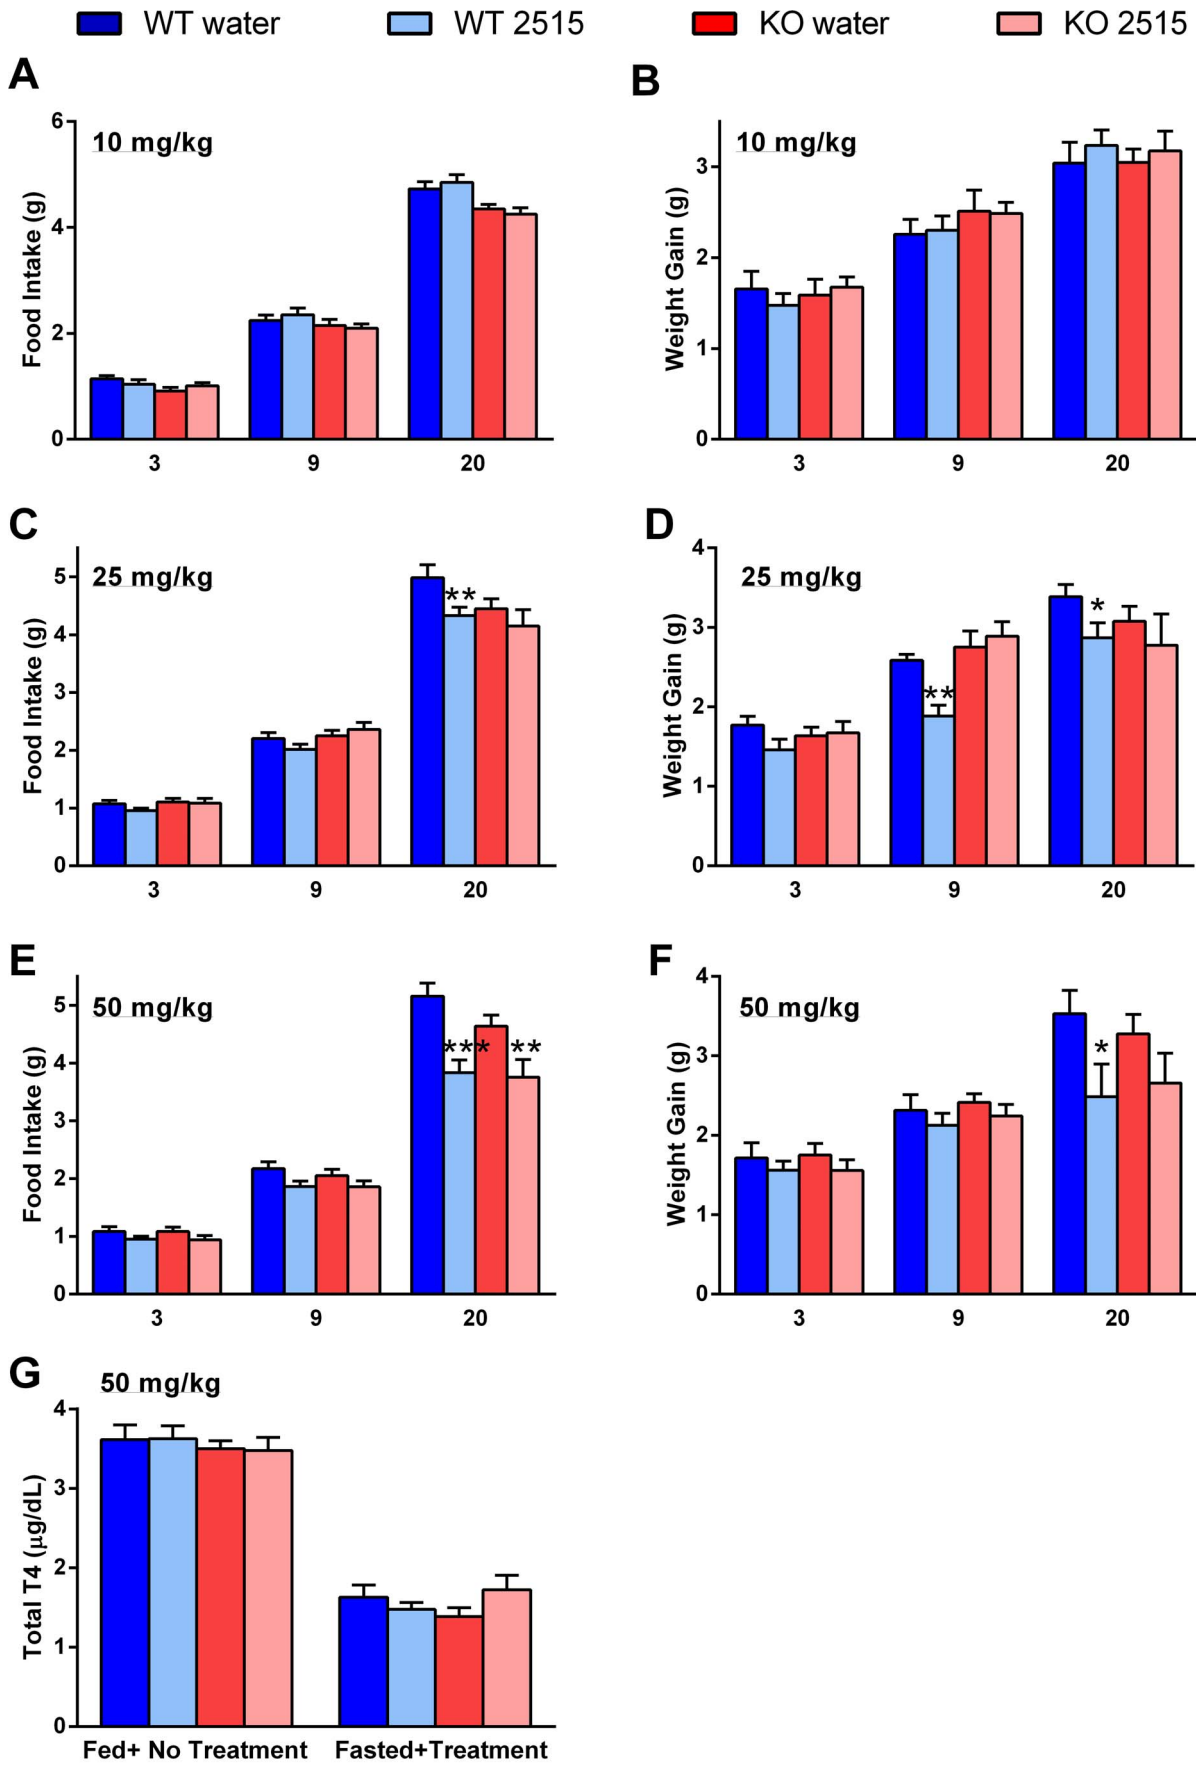 WT water WT 2515 KO water KO 2515
A
10 mg/kg
Food Intake (g)
6
4
2
0
3 9 20
B
10 mg/kg
Weight Gain (g)
3
2
1
0
3 9 20
C
25 mg/kg
Food Intake (g)
5
4
3
2
1
0
**
3 9 20
D
25 mg/kg
Weight Gain (g)
4
3
2
1
0
** *
3 9 20
E
50 mg/kg
Food Intake (g)
5
4
3
2
1
0
*** **
3 9 20
F
50 mg/kg
Weight Gain (g)
4
3
2
1
0
*
3 9 20
G
50 mg/kg
Total T4 (μg/dL)
4
3
2
1
0
Fed+ No Treatment Fasted+Treatment